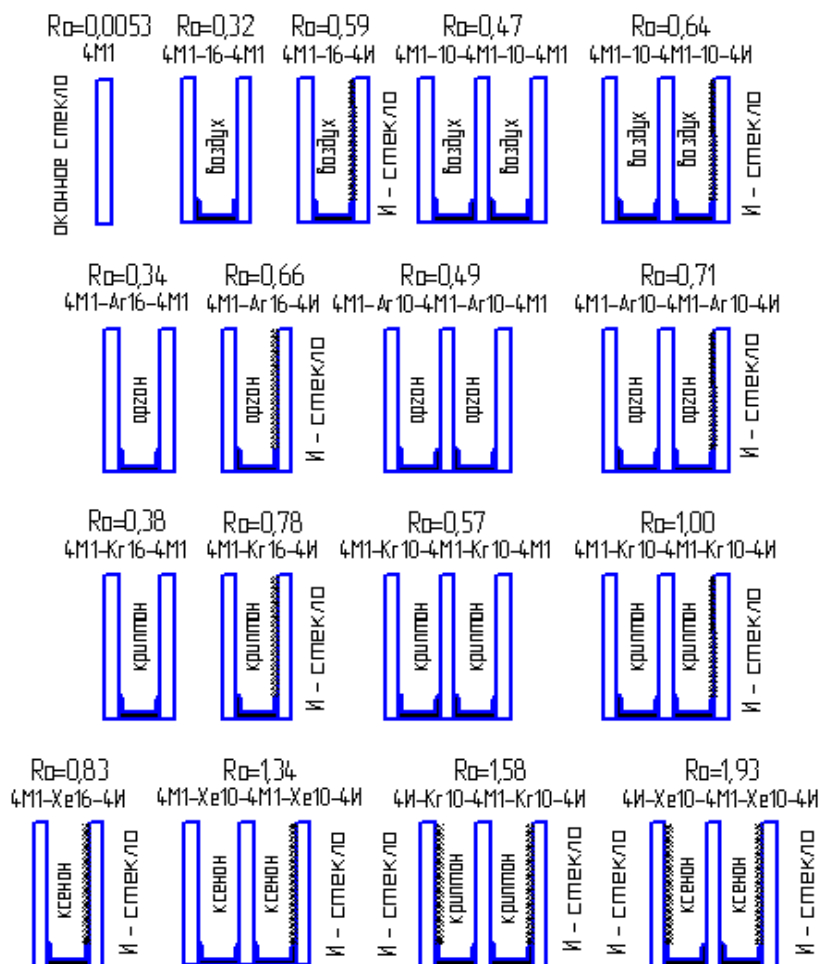 Ro=0,0053
4М1
оконное стекло
Ro=0,32
4М1-16-4М1
воздух
Ro=0,59
4М1-16-4И
воздух
И - стекло
Ro=0,47
4М1-10-4М1-10-4М1
воздух
воздух
Ro=0,64
4М1-10-4М1-10-4И
воздух
воздух
И - стекло
Ro=0,34
4М1-Ar16-4М1
аргон
Ro=0,66
4М1-Ar16-4И
аргон
И - стекло
Ro=0,49
4М1-Ar10-4М1-Ar10-4М1
аргон
аргон
Ro=0,71
4М1-Ar10-4М1-Ar10-4И
аргон
аргон
И - стекло
Ro=0,38
4М1-Kr16-4М1
криптон
Ro=0,78
4М1-Kr16-4И
криптон
И - стекло
Ro=0,57
4М1-Kr10-4М1-Kr10-4М1
криптон
криптон
Ro=1,00
4М1-Kr10-4М1-Kr10-4И
криптон
криптон
И - стекло
Ro=0,83
4М1-Xe16-4И
ксенон
И - стекло
Ro=1,34
4М1-Xe10-4М1-Xe10-4И
ксенон
ксенон
И - стекло
Ro=1,58
4И-Kr10-4М1-Kr10-4И
И - стекло
криптон
криптон
И - стекло
Ro=1,93
4И-Xe10-4М1-Xe10-4И
И - стекло
ксенон
ксенон
И - стекло